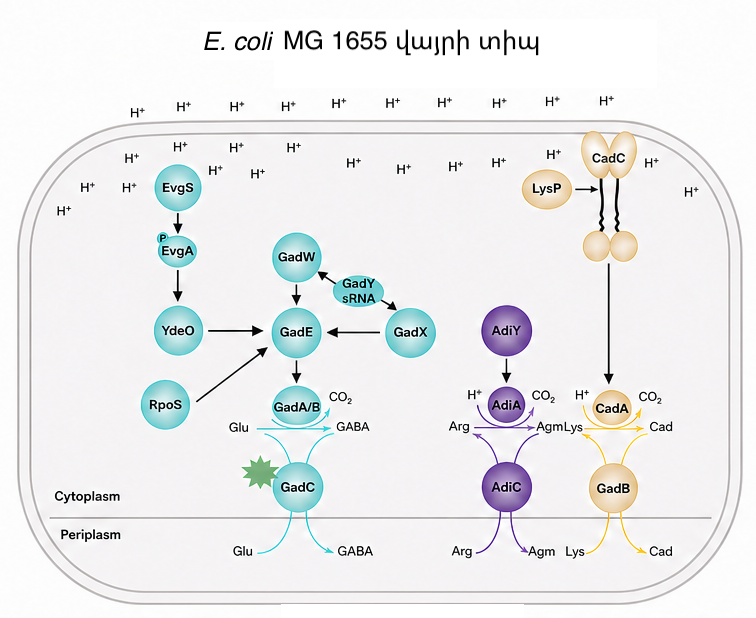 E. coli MG 1655 վայրի տիպ
H⁺ H⁺ H⁺ H⁺ H⁺ H⁺ H⁺ H⁺ H⁺ H⁺
H⁺ H⁺ H⁺ H⁺ H⁺ H⁺ H⁺ H⁺ H⁺ H⁺ CadC H⁺
H⁺ H⁺ EvgS LysP H⁺
H⁺
P
EvgA
GadW
GadY
sRNA
YdeO GadE GadX AdiY
RpoS GadA/B CO₂ H⁺ AdiA CO₂ H⁺ CadA CO₂
Glu GABA Arg Agm Lys Cad
GadC AdiC GadB
Cytoplasm
Periplasm
Glu GABA Arg Agm Lys Cad